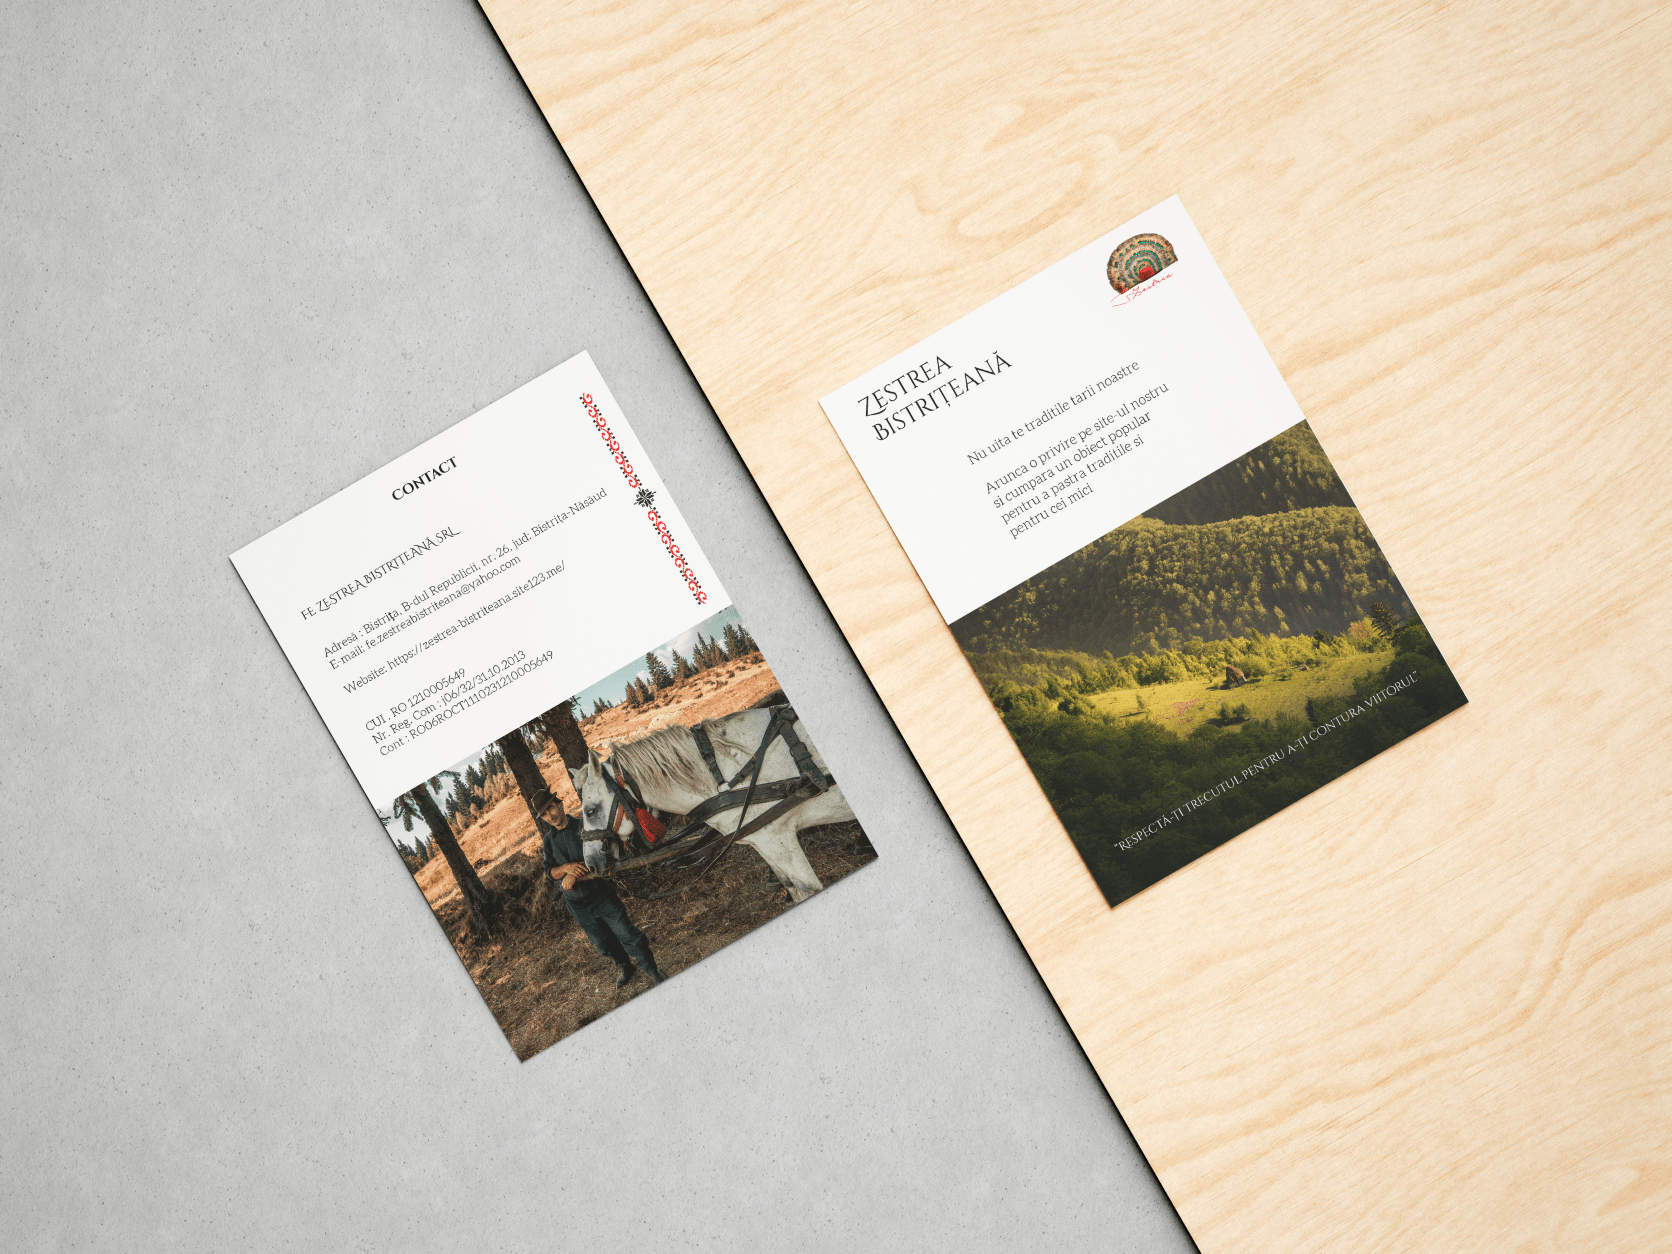 CONTACT
FE ZESTREA BISTRIȚEANĂ SRL
Adresă : Bistrița, B-dul Republicii, nr. 26, jud: Bistrița-Năsăud
E-mail: fe.zestreabistriteana@yahoo.com
Website: https://zestrea-bistriteana.site123.me/
CUI . RO 1210005649
Nr. Reg. Com : j06/32/31.10.2013
Cont : RO06ROCT1110231210005649
Zestrea
ZESTREA
BISTRIȚEANĂ
Nu uita te traditile tarii noastre
Arunca o privire pe site-ul nostru
si cumpara un obiect popular
pentru a pastra traditile si
pentru cei mici
"RESPECTĂ-ȚI TRECUTUL PENTRU A-ȚI CONTURA VIITORUL"